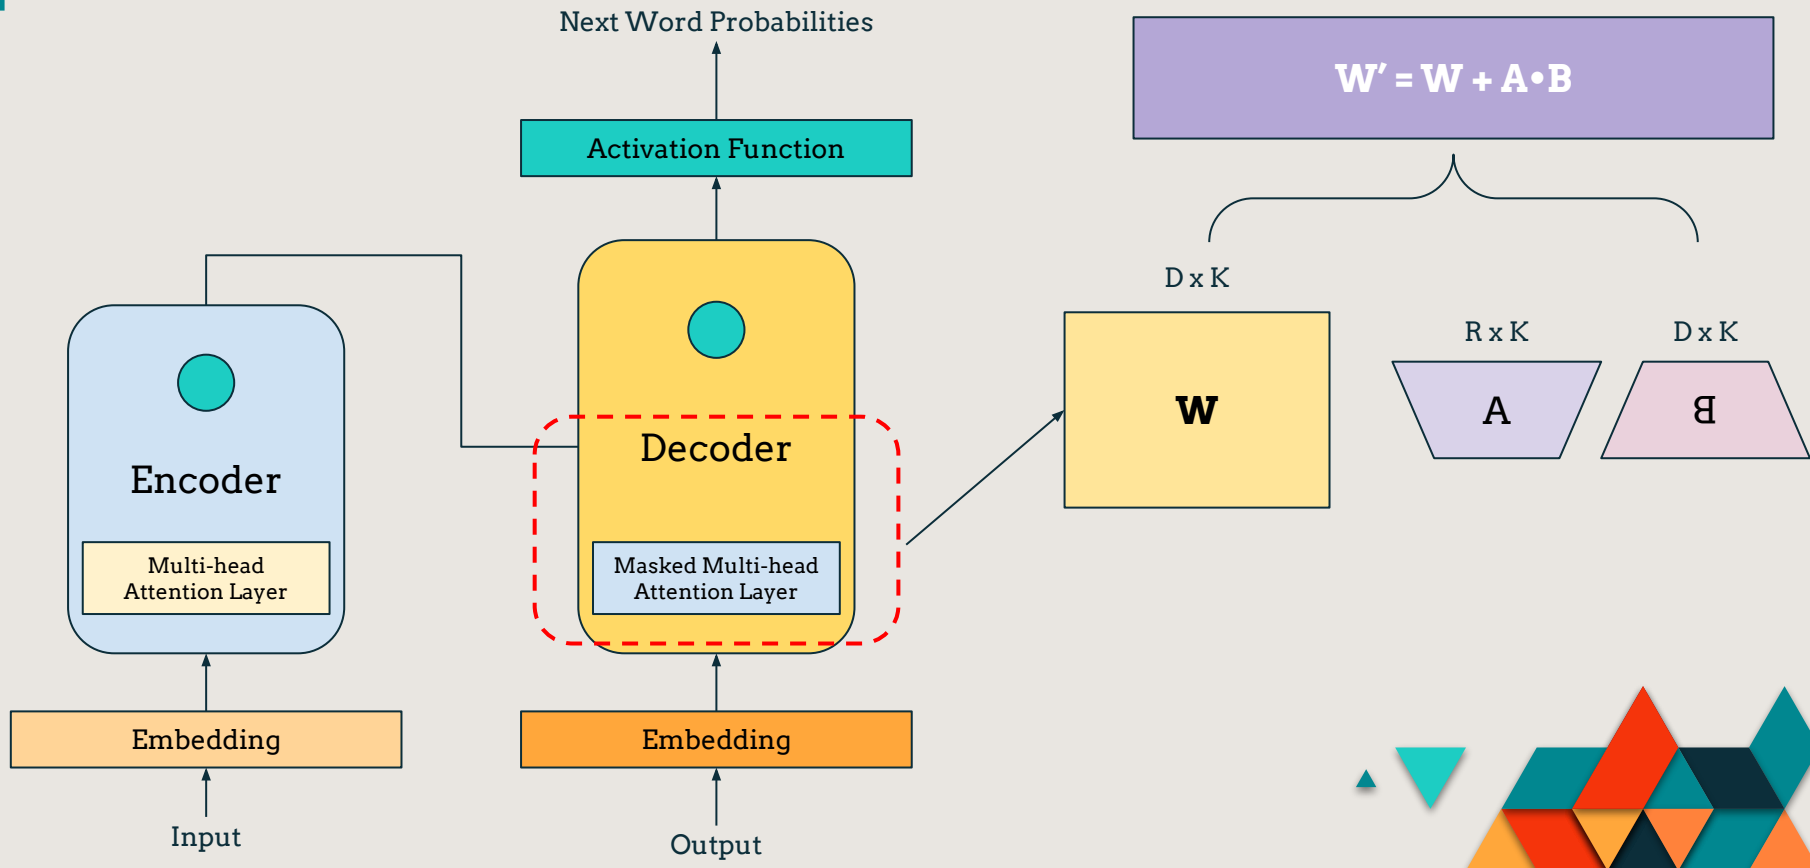 Next Word Probabilities
Activation Function
Decoder
Masked Multi-head
Attention Layer
Embedding
Output
Encoder
Multi-head
Attention Layer
Embedding
Input
W′ = W + A•B
D x K
W
R x K
A
D x K
B